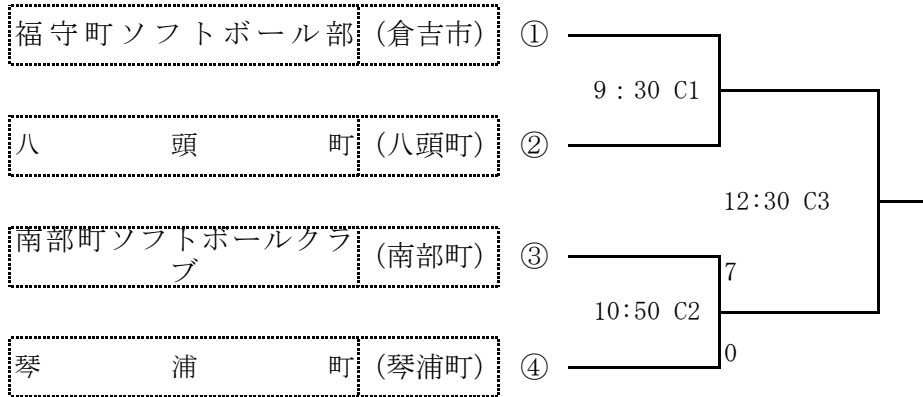 福守町ソフトボール部 (倉吉市) ①
9:30 C1
八頭町 (八頭町) ②
12:30 C3
南部町ソフトボールクラ
ブ
(南部町) ③
7
10:50 C2
0
琴浦町 (琴浦町) ④